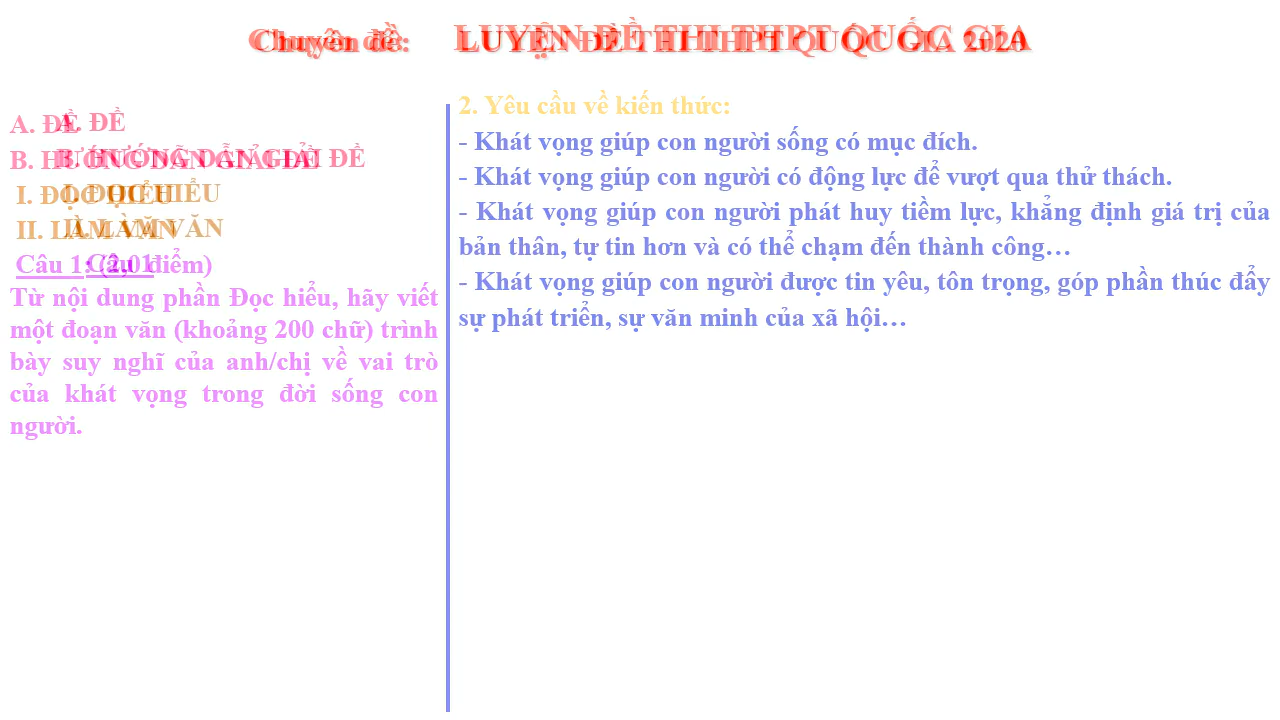 Chuyên đề: LUYỆN ĐỀ THI THPT QUỐC GIA 2020
A. ĐỀ
B. HƯỚNG DẪN GIẢI ĐỀ
I. ĐỌC HIỂU
II. LÀM VĂN
Câu 1: (2,0 điểm)
Từ nội dung phần Đọc hiểu, hãy viết
một đoạn văn (khoảng 200 chữ) trình
bày suy nghĩ của anh/chị về vai trò
của khát vọng trong đời sống con
người.
2. Yêu cầu về kiến thức:
- Khát vọng giúp con người sống có mục đích.
- Khát vọng giúp con người có động lực để vượt qua thử thách.
- Khát vọng giúp con người phát huy tiềm lực, khẳng định giá trị của
bản thân, tự tin hơn và có thể chạm đến thành công…
- Khát vọng giúp con người được tin yêu, tôn trọng, góp phần thúc đẩy
sự phát triển, sự văn minh của xã hội…